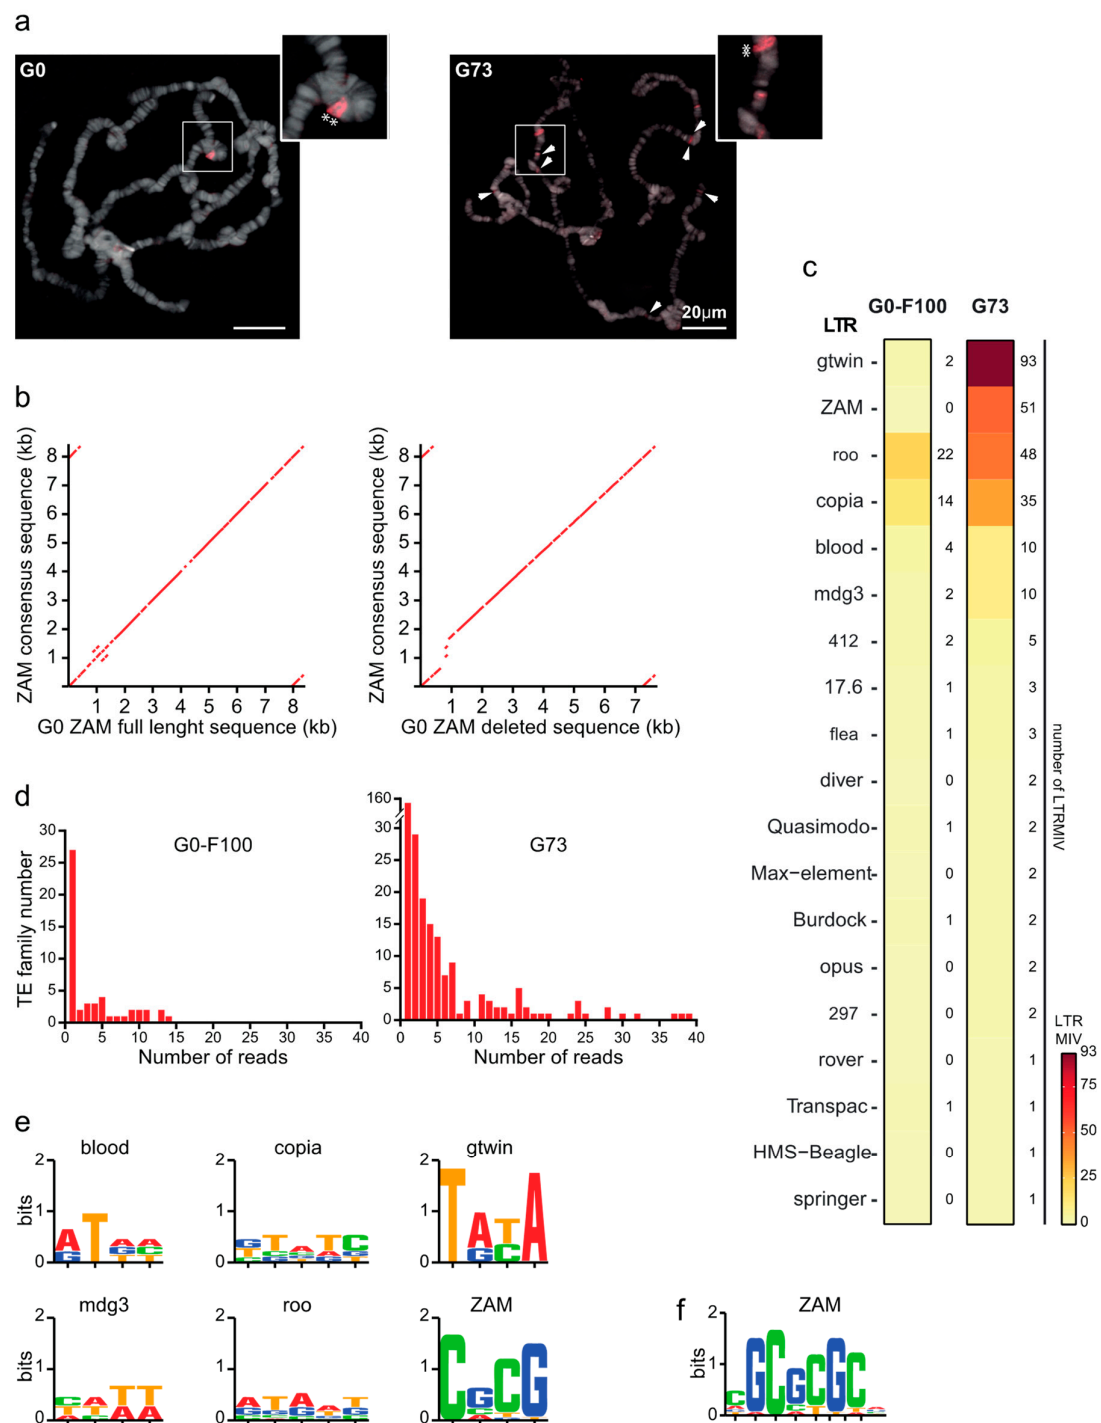 a
G0
**
G73
**
20µm
b
ZAM consensus sequence (kb)
8
7
6
5
4
3
2
1
1 2 3 4 5 6 7 8
G0 ZAM full lenght sequence (kb)
ZAM consensus sequence (kb)
8
7
6
5
4
3
2
1
1 2 3 4 5 6 7
G0 ZAM deleted sequence (kb)
c
LTR G0-F100 G73
gtwin 2 93
ZAM 0 51
roo 22 48
copia 14 35
blood 4 10
mdg3 2 10
412 2 5
17.6 1 3
flea 1 3
diver 0 2
Quasimodo 1 2
Max-element 0 2
Burdock 1 2
opus 0 2
297 0 2
rover 0 1
Transpac 1 1
HMS-Beagle 0 1
springer 0 1
number of LTRMIV
LTR
MIV
93
75
50
25
0
d
G0-F100
TE family number
30
25
20
15
10
5
0
0 5 10 15 20 25 30 35 40
Number of reads
G73
160
30
25
20
15
10
5
0
0 5 10 15 20 25 30 35 40
Number of reads
e
blood
bits
2
1
0
copia
2
1
0
gtwin
2
1
0
mdg3
bits
2
1
0
roo
2
1
0
ZAM
2
1
0
f
ZAM
bits
2
1
0